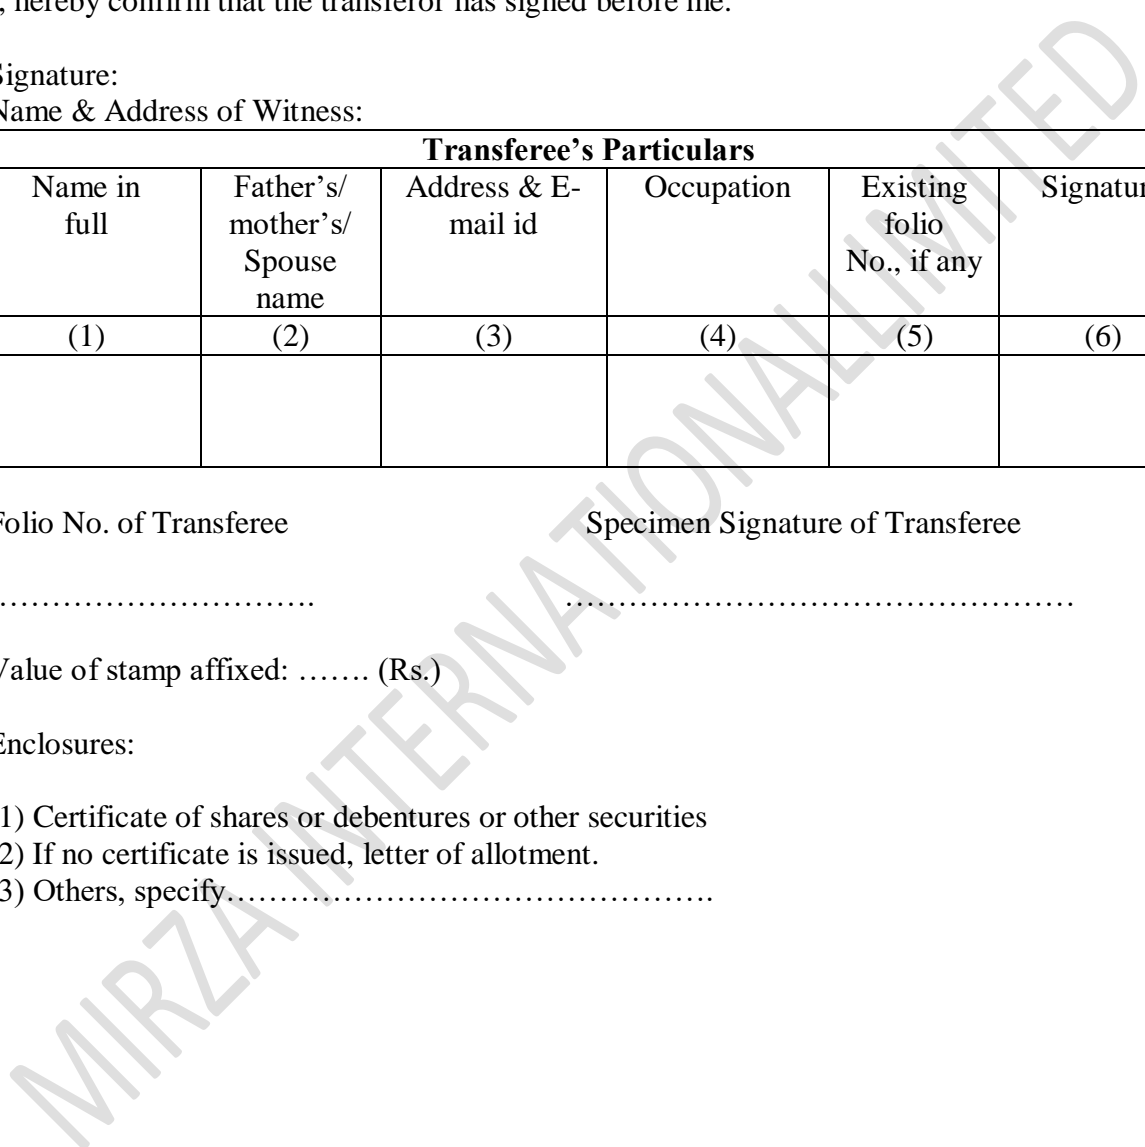 , hereby confirm that the transferor has signed before me.
Signature:
Name & Address of Witness:
Transferee’s Particulars
Name in full
Father’s/ mother’s/ Spouse name
Address & E-mail id
Occupation
Existing folio No., if any
Signatur
(1) (2) (3) (4) (5) (6)
Folio No. of Transferee Specimen Signature of Transferee
…………………………. …………………………………………
Value of stamp affixed: ……. (Rs.)
Enclosures:
1) Certificate of shares or debentures or other securities
2) If no certificate is issued, letter of allotment.
3) Others, specify……………………………………….
MIRZA INTERNATIONALLIMITED